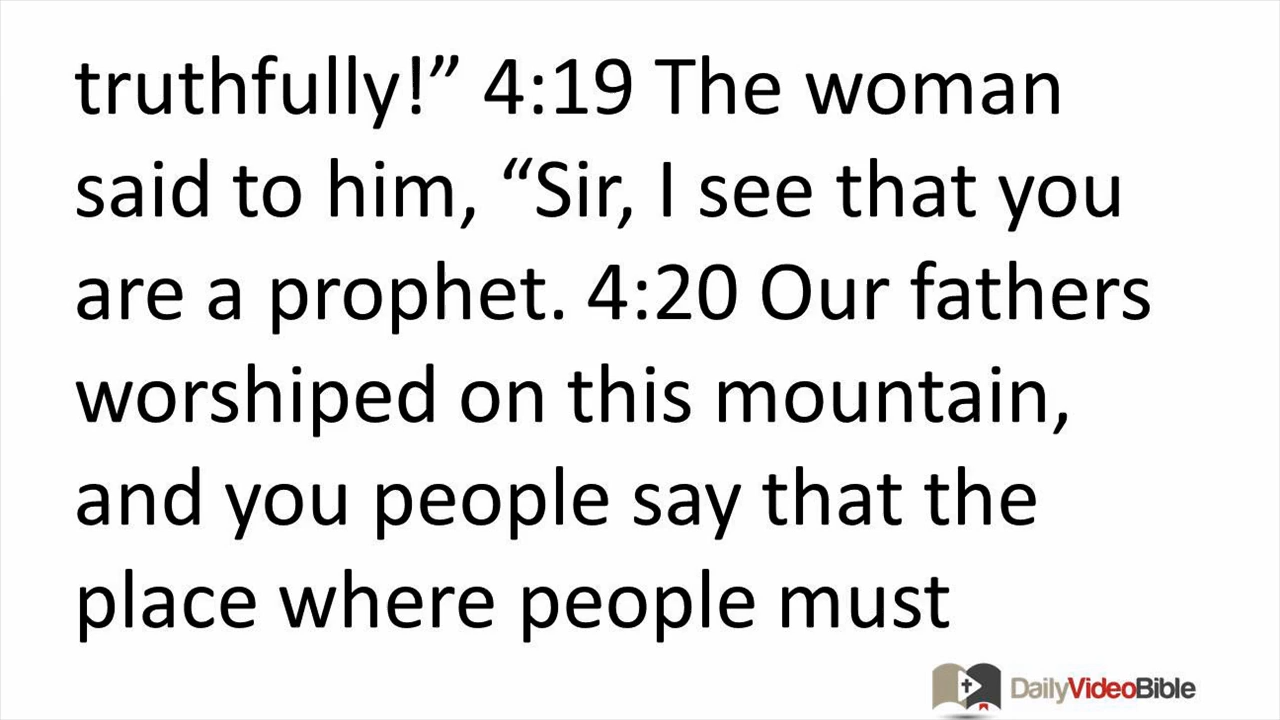 truthfully!” 4:19 The woman
said to him, “Sir, I see that you
are a prophet. 4:20 Our fathers
worshiped on this mountain,
and you people say that the
place where people must
DailyVideoBible